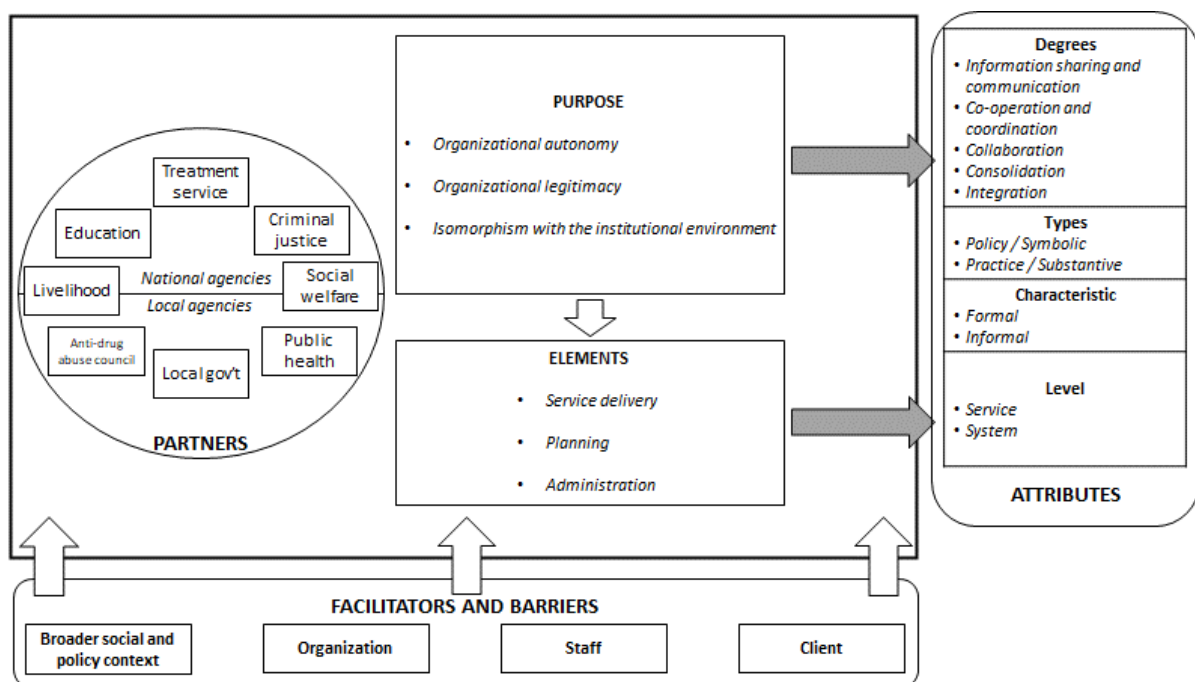 PURPOSE
• Organizational autonomy
• Organizational legitimacy
• Isomorphism with the institutional environment
Treatment
service
Education
Criminal
justice
National agencies
Livelihood
Social
welfare
Local agencies
Anti-drug
abuse council
Local gov't
Public
health
PARTNERS
ELEMENTS
• Service delivery
• Planning
• Administration
Degrees
• Information sharing and
communication
• Co-operation and
coordination
• Collaboration
• Consolidation
• Integration
Types
• Policy / Symbolic
• Practice / Substantive
Characteristic
• Formal
• Informal
Level
• Service
• System
ATTRIBUTES
FACILITATORS AND BARRIERS
Broader social and
policy context
Organization
Staff
Client